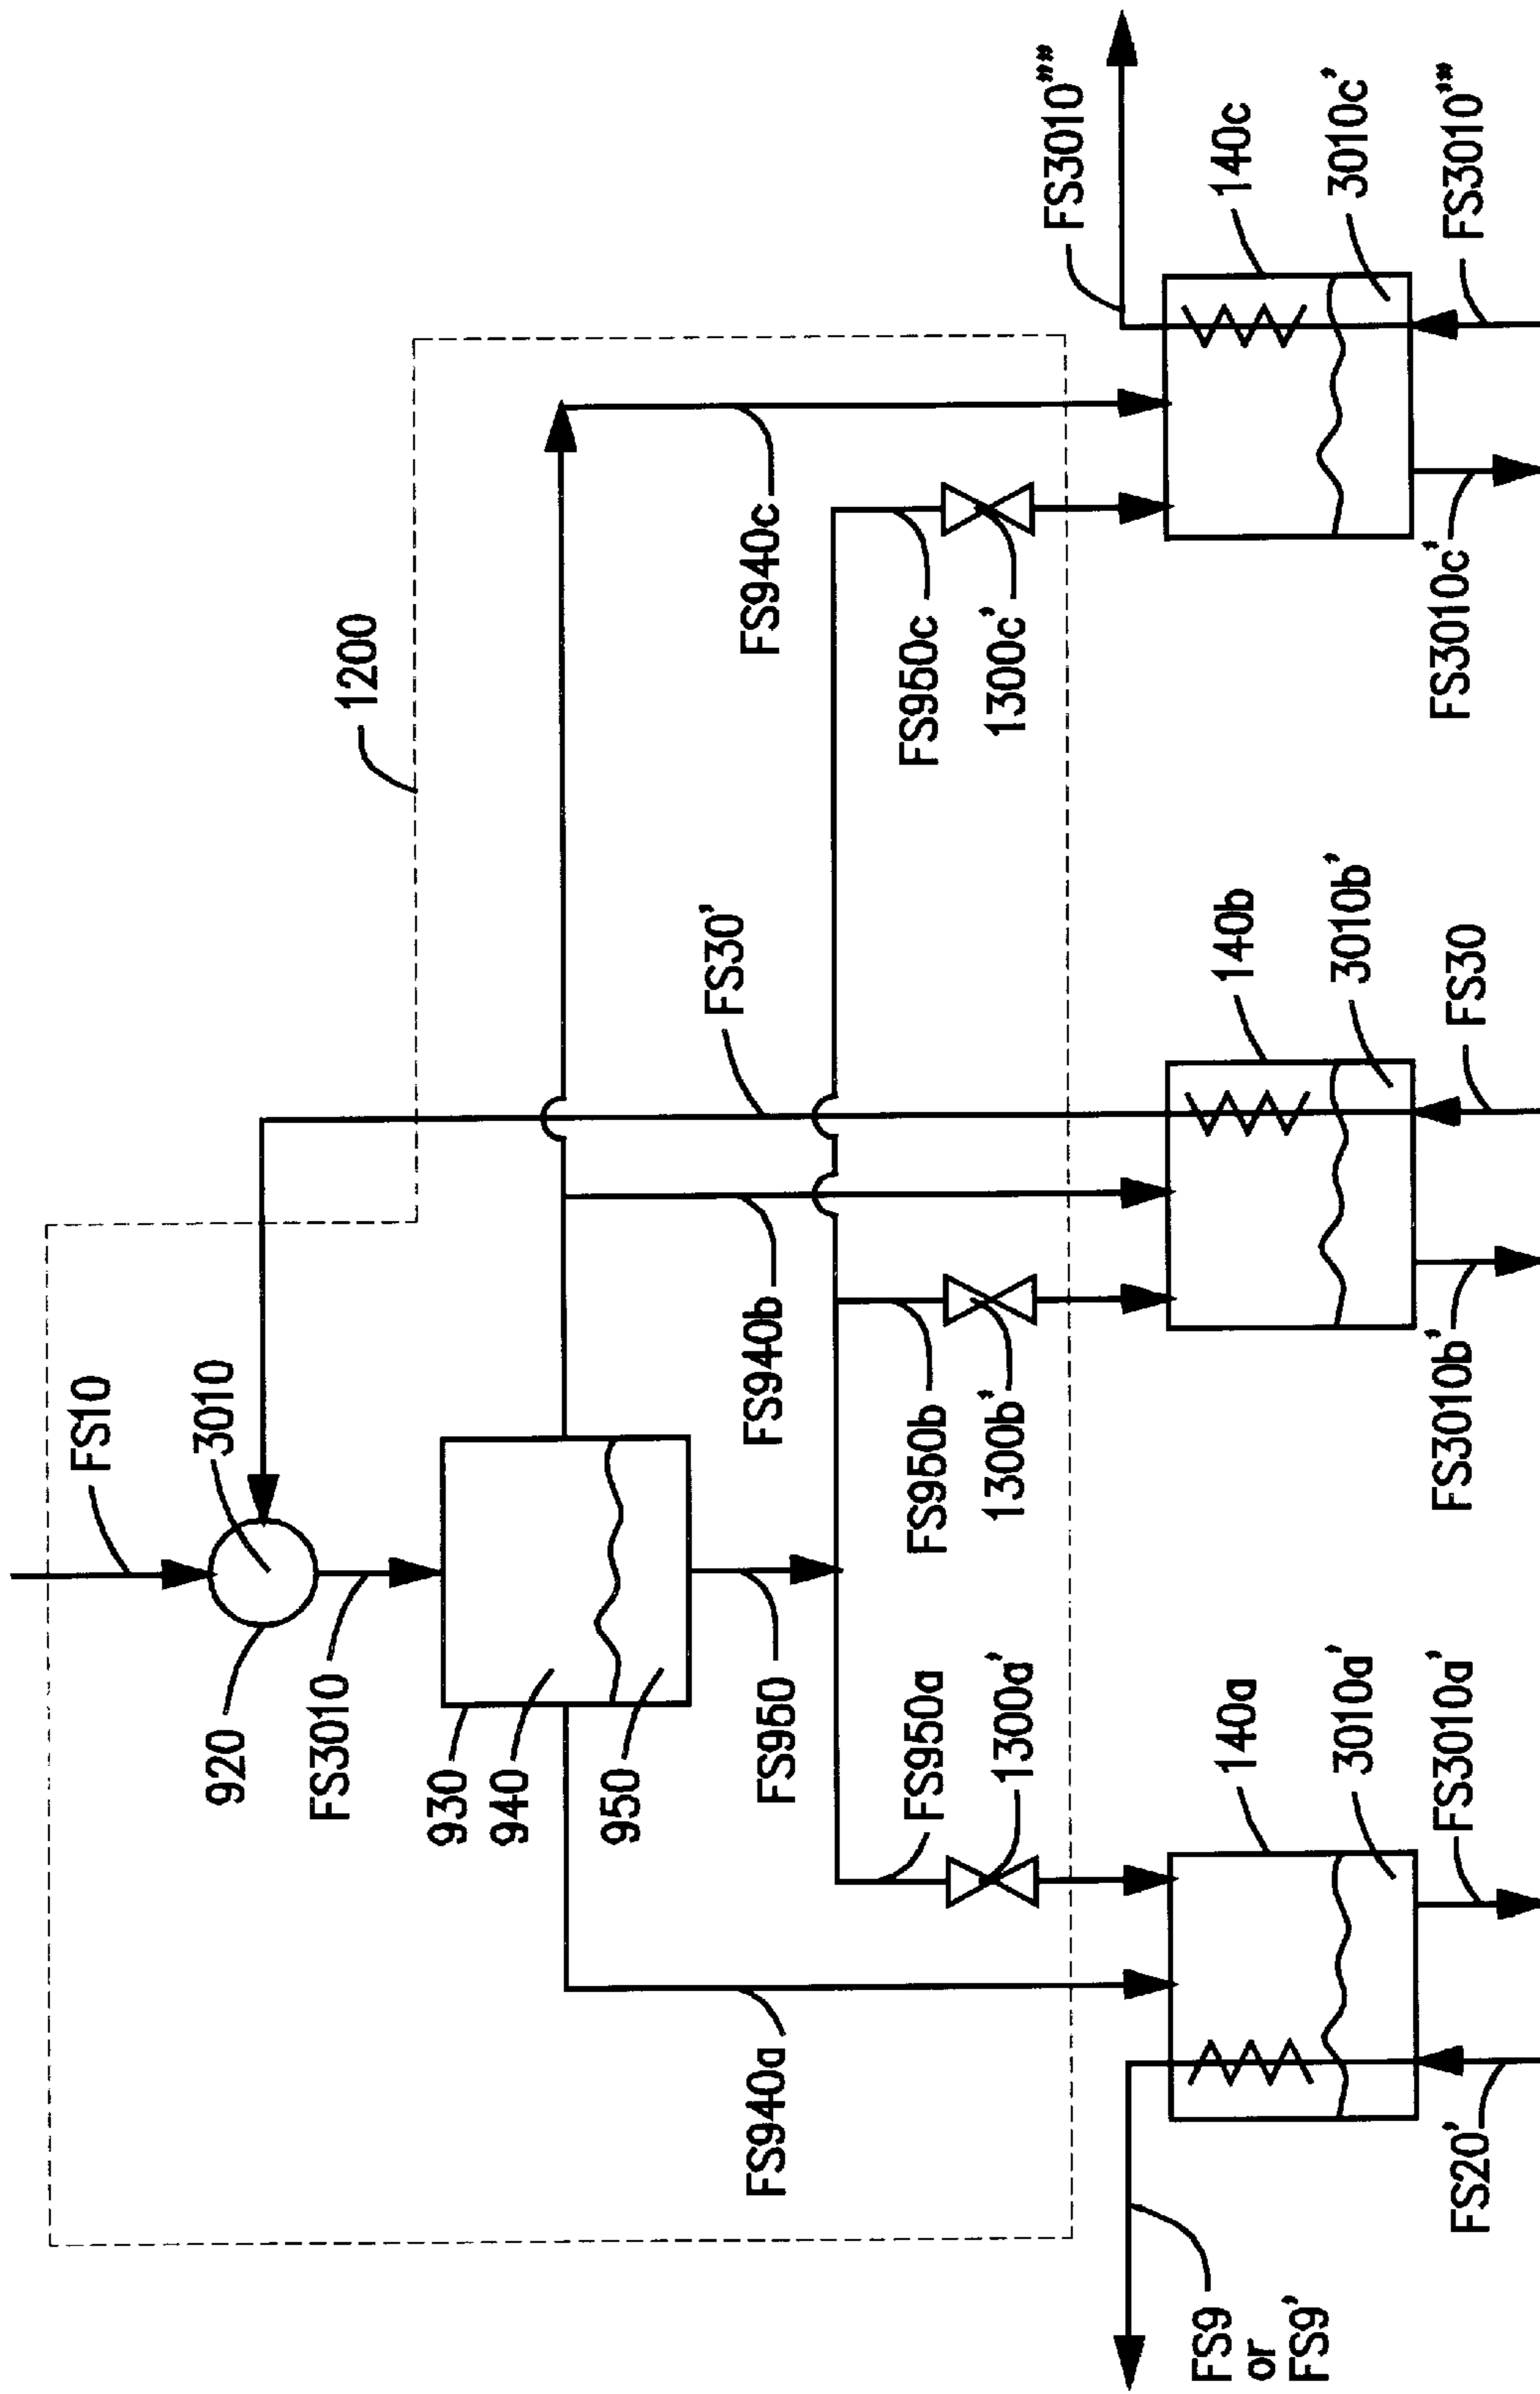 FS10
920
3010
FS3010
1200
930
940
950
FS30'
FS940a
FS950
FS940b
FS940c
FS950a
FS950b
FS950c
1300a'
1300b'
1300c'
FS3010''''
FS9
or
FS9'
140a
140b
140c
3010a'
3010b'
3010c'
FS20'
FS3010a'
FS3010b'
FS30
FS3010c'
FS3010'''